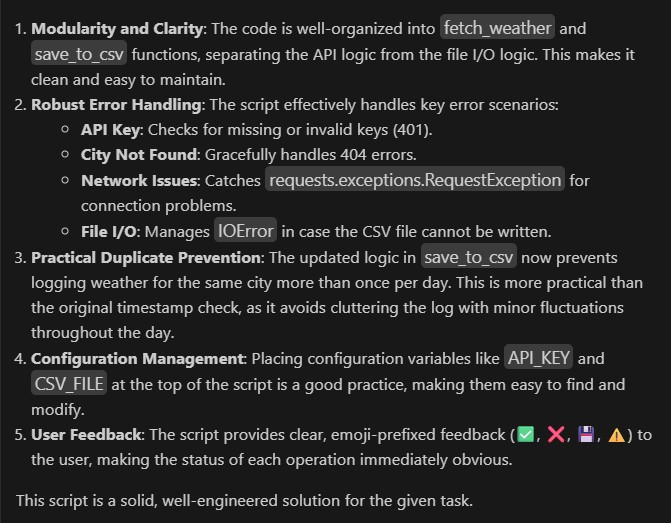 1. Modularity and Clarity: The code is well-organized into fetch_weather and
save_to_csv functions, separating the API logic from the file I/O logic. This makes it
clean and easy to maintain.
2. Robust Error Handling: The script effectively handles key error scenarios:
○ API Key: Checks for missing or invalid keys (401).
○ City Not Found: Gracefully handles 404 errors.
○ Network Issues: Catches requests.exceptions.RequestException for
connection problems.
○ File I/O: Manages IOError in case the CSV file cannot be written.
3. Practical Duplicate Prevention: The updated logic in save_to_csv now prevents
logging weather for the same city more than once per day. This is more practical than
the original timestamp check, as it avoids cluttering the log with minor fluctuations
throughout the day.
4. Configuration Management: Placing configuration variables like API_KEY and
CSV_FILE at the top of the script is a good practice, making them easy to find and
modify.
5. User Feedback: The script provides clear, emoji-prefixed feedback (✅, ❌, 💾, ⚠️) to
the user, making the status of each operation immediately obvious.
This script is a solid, well-engineered solution for the given task.